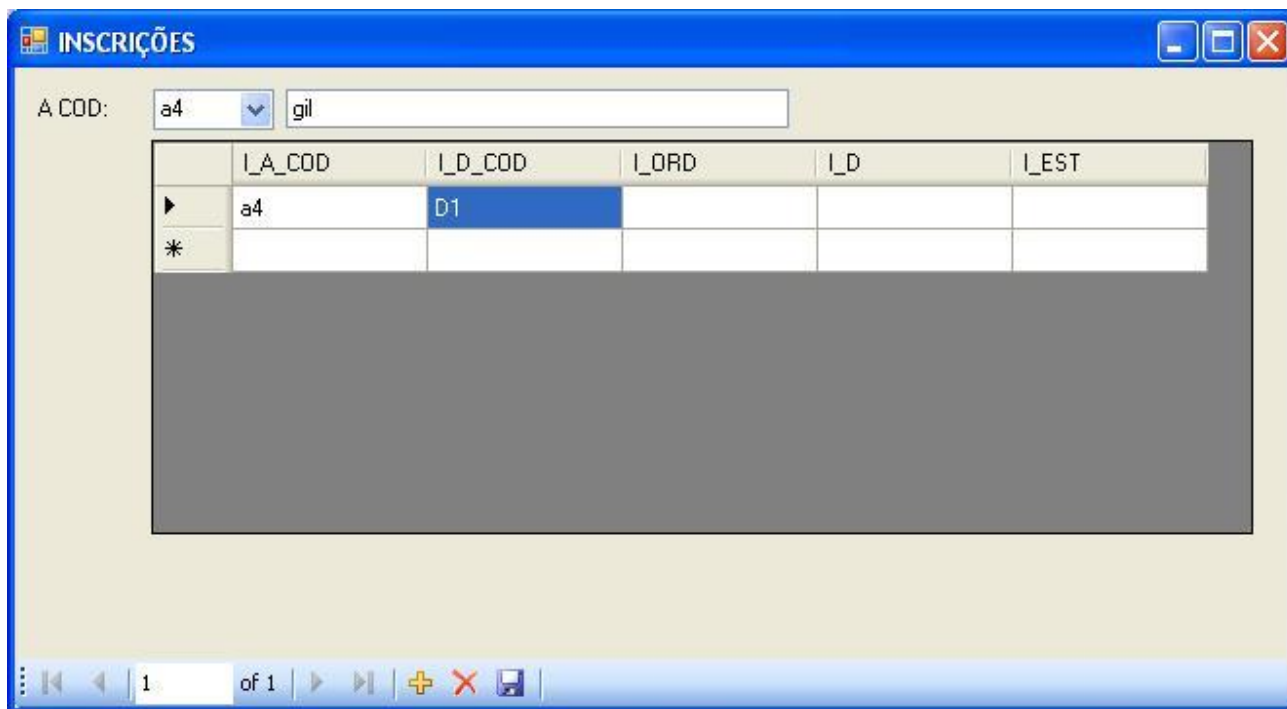 INSCRIÇÕES
A COD: a4 gil
I_A_COD I_D_COD I_ORD I_D I_EST
a4 D1
1 of 1